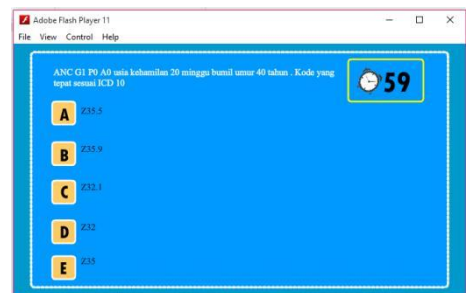 Adobe Flash Player 11
File View Control Help
ANC G1 P0 A0 usia kehamilan 20 minggu bumil umur 40 tahun . Kode yang
tepat sesuai ICD 10
59
A Z35.5
B Z35.9
C Z32.1
D Z32
E Z35